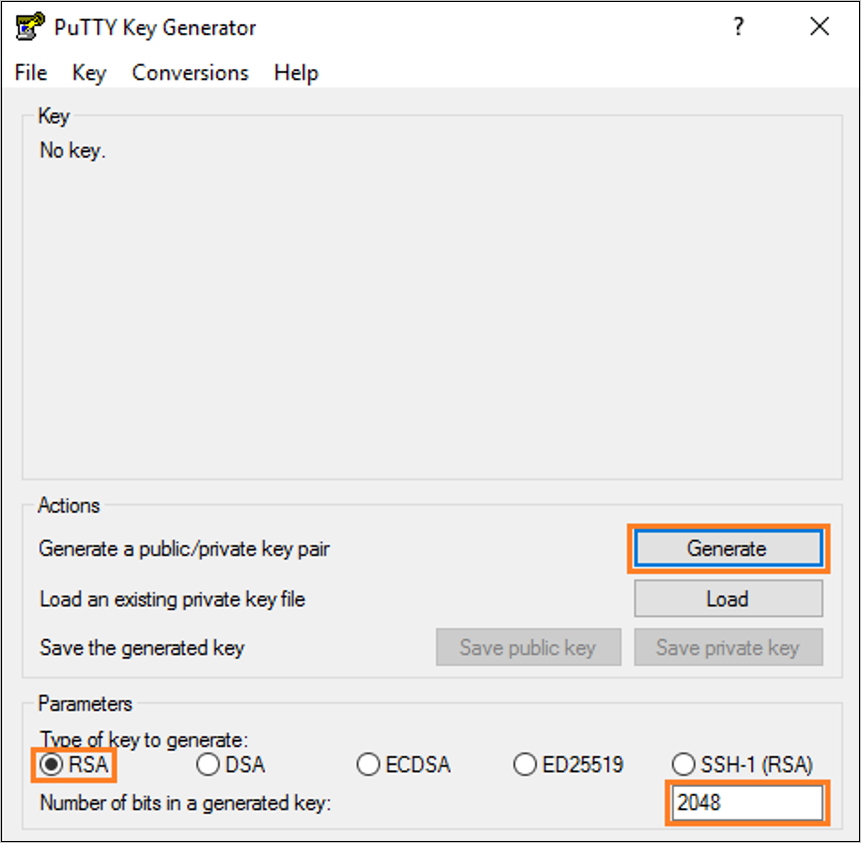 PuTTY Key Generator ?
File Key Conversions Help
Key
No key.
Actions
Generate a public/private key pair Generate
Load an existing private key file Load
Save the generated key Save public key Save private key
Parameters
Type of key to generate:
RSA DSA ECDSA ED25519 SSH-1 (RSA)
Number of bits in a generated key: 2048